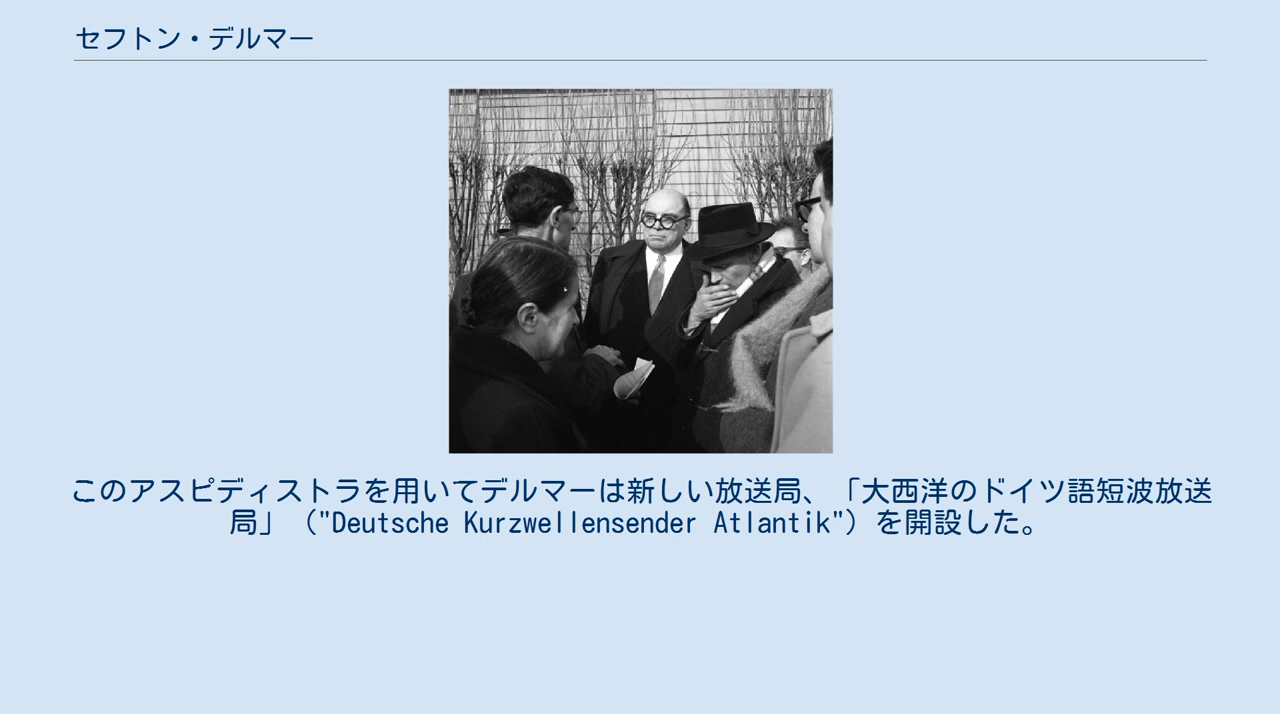 セフトン・デルマー
このアスピディストラを用いてデルマーは新しい放送局、「大西洋のドイツ語短波放送
局」（"Deutsche Kurzwellensender Atlantik"）を開設した。